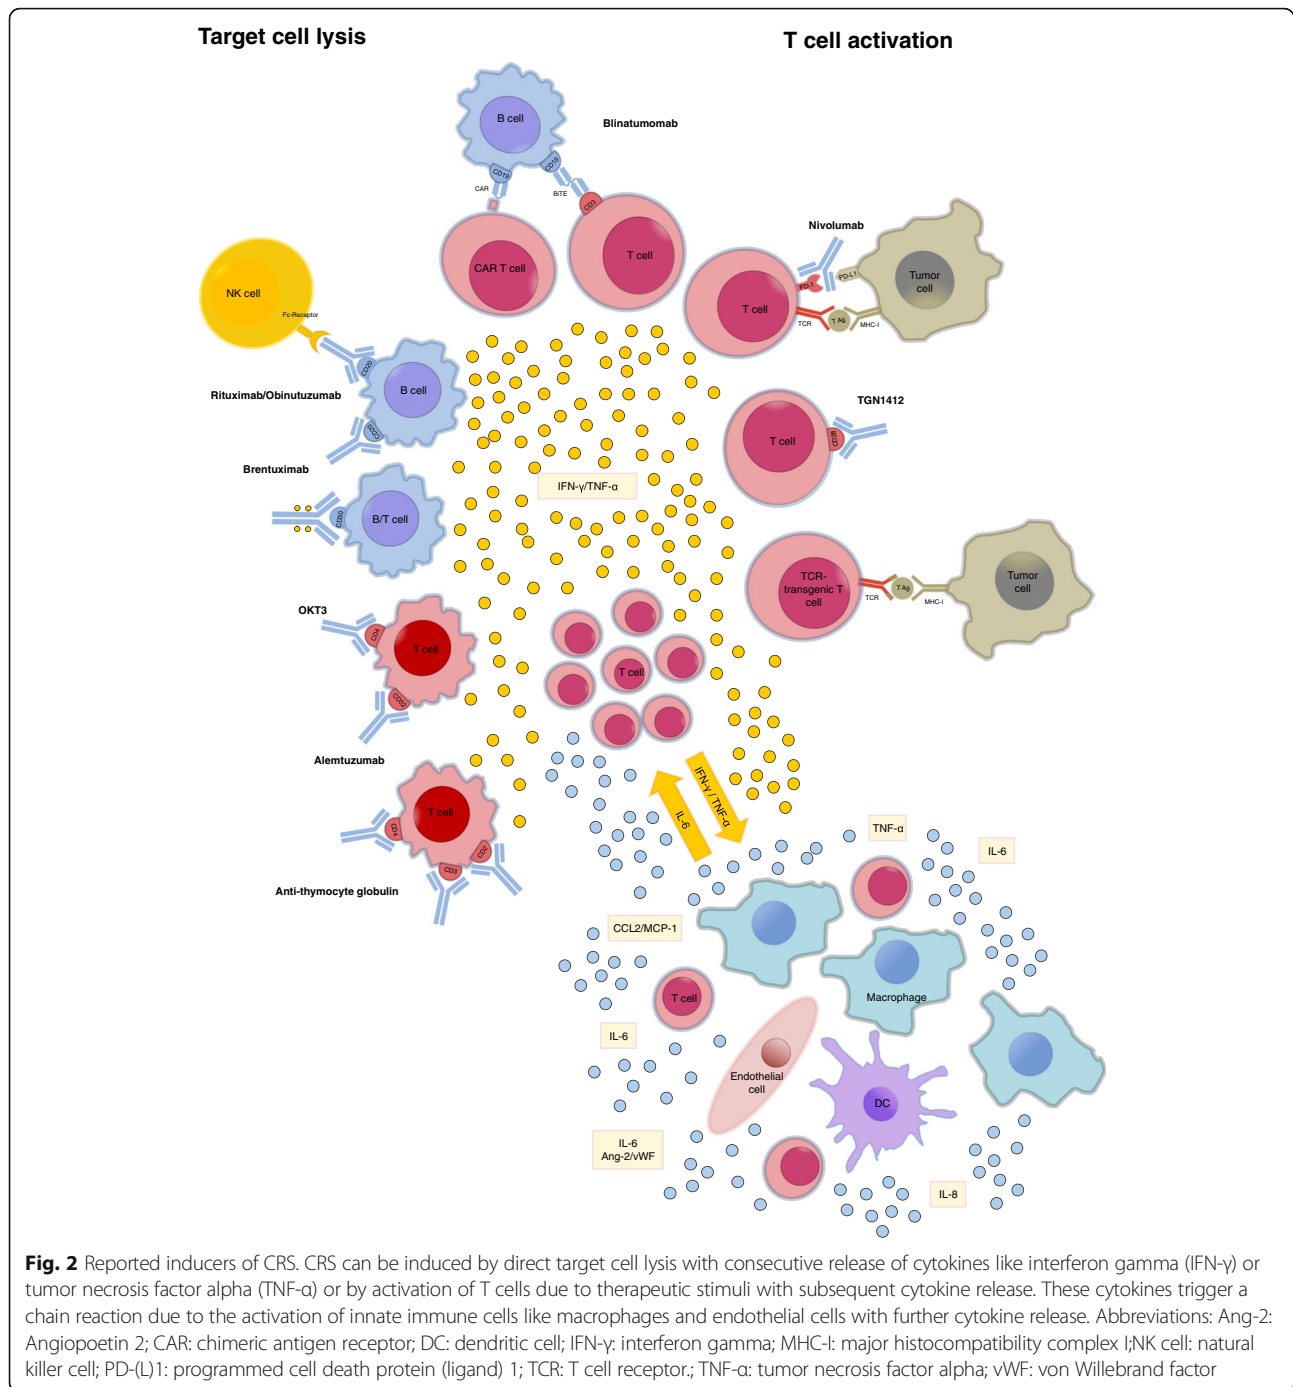 Target cell lysis
T cell activation
B cell
Blinatumomab
CD19
CD19
CAR
BiTE
CD3
CAR T cell
T cell
Nivolumab
PD-1
PD-L1
Tumor
cell
T cell
TCR
T Ag
MHC-I
NK cell
Fc-Receptor
CD20
B cell
Rituximab/Obinutuzumab
CD20
TGN1412
T cell
CD28
Brentuximab
CD30
B/T cell
IFN-γ/TNF-α
TCR-
transgenic T
cell
TCR
T Ag
MHC-I
Tumor
cell
OKT3
CD4
T cell
CD52
T cell
Alemtuzumab
T cell
CD4
CD3
CD2
Anti-thymocyte globulin
IL-6
IFN-γ / TNF-α
TNF-α
IL-6
CCL2/MCP-1
T cell
Macrophage
IL-6
Endothelial
cell
DC
IL-6
Ang-2/vWF
IL-8
Fig. 2 Reported inducers of CRS. CRS can be induced by direct target cell lysis with consecutive release of cytokines like interferon gamma (IFN-γ) or
tumor necrosis factor alpha (TNF-α) or by activation of T cells due to therapeutic stimuli with subsequent cytokine release. These cytokines trigger a
chain reaction due to the activation of innate immune cells like macrophages and endothelial cells with further cytokine release. Abbreviations: Ang-2:
Angiopoetin 2; CAR: chimeric antigen receptor; DC: dendritic cell; IFN-γ: interferon gamma; MHC-I: major histocompatibility complex I;NK cell: natural
killer cell; PD-(L)1: programmed cell death protein (ligand) 1; TCR: T cell receptor.; TNF-α: tumor necrosis factor alpha; vWF: von Willebrand factor